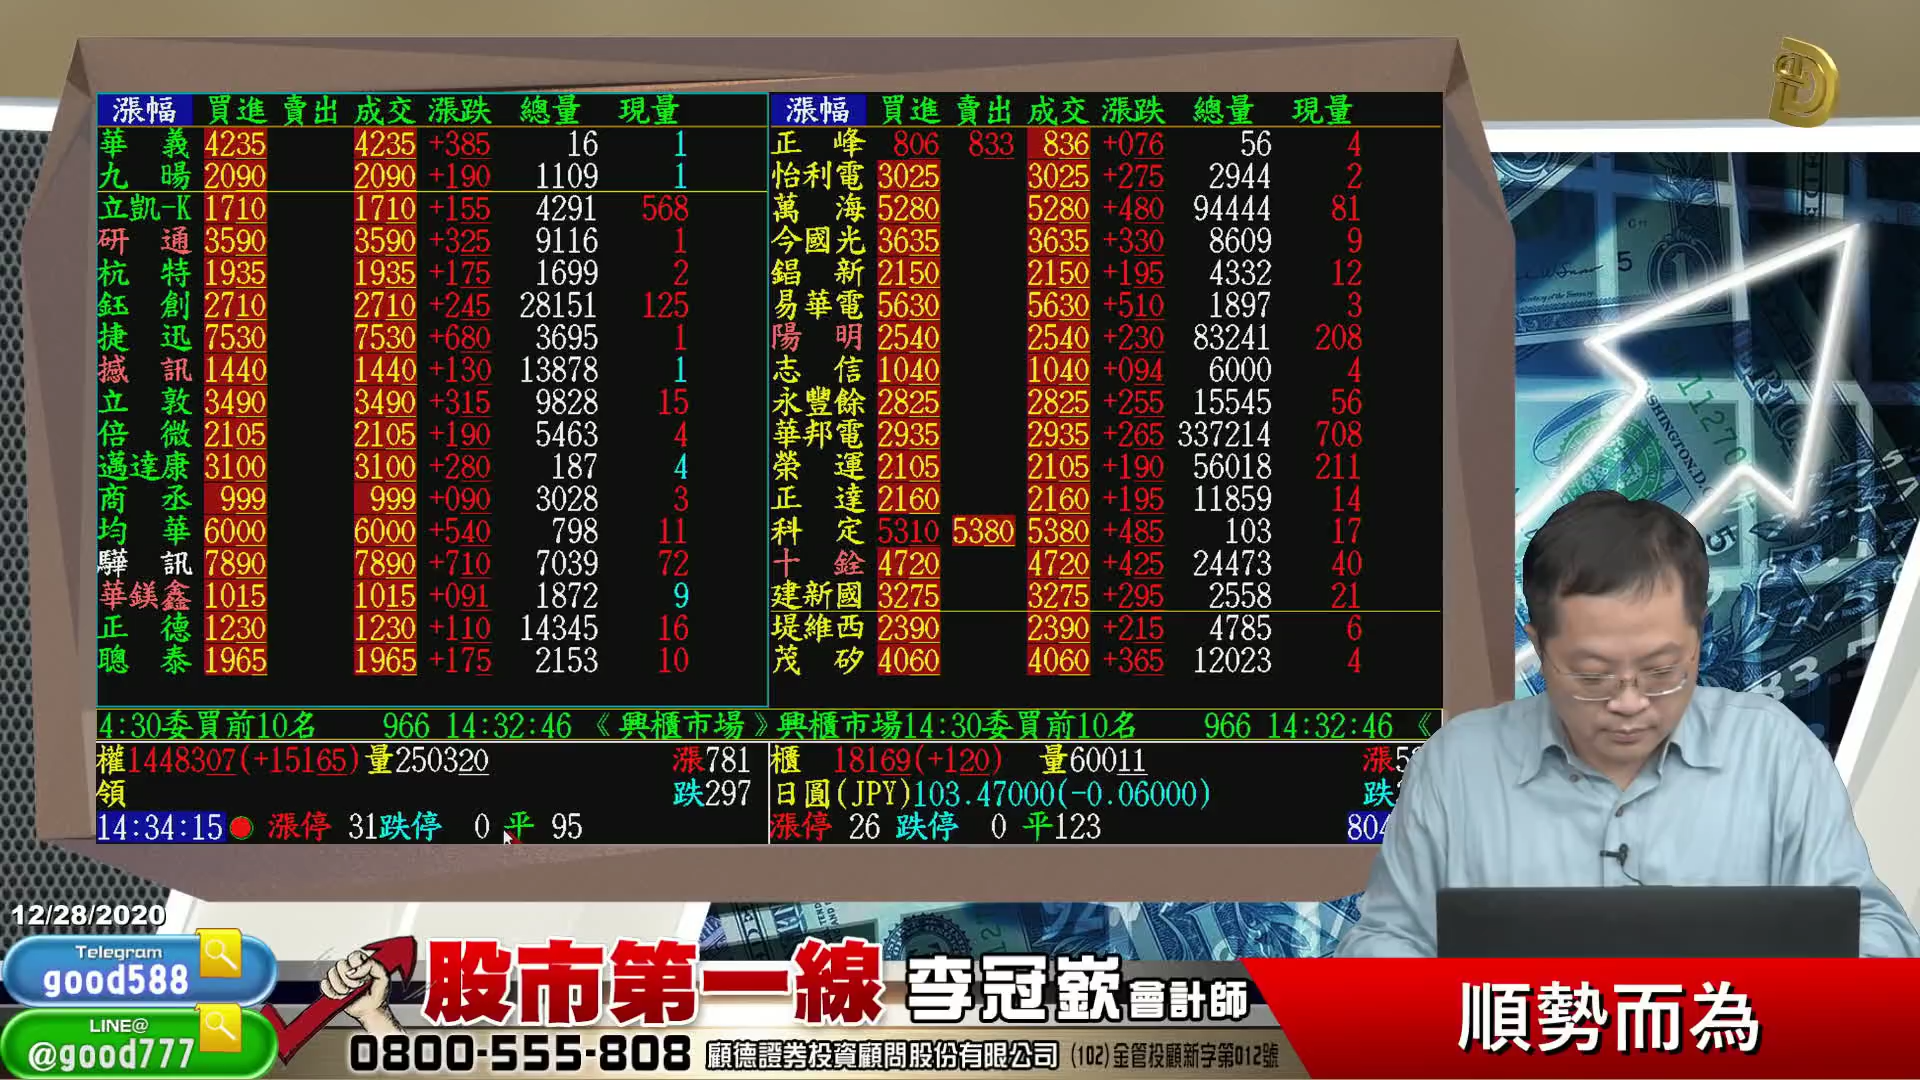 漲幅 買進 賣出 成交 漲跌 總量 現量
華義 4235 4235 +385 16 1
九暘 2090 2090 +190 1109 1
立凱-K 1710 1710 +155 4291 568
研通 3590 3590 +325 9116 1
杭特 1935 1935 +175 1699 2
鈺創 2710 2710 +245 28151 125
捷迅 7530 7530 +680 3695 1
撼訊 1440 1440 +130 13878 1
立敦 3490 3490 +315 9828 15
倍微 2105 2105 +190 5463 4
邁達康 3100 3100 +280 187 4
商丞 999 999 +090 3028 3
均華 6000 6000 +540 798 11
驊訊 7890 7890 +710 7039 72
華鎂鑫 1015 1015 +091 1872 9
正德 1230 1230 +110 14345 16
聰泰 1965 1965 +175 2153 10
漲幅 買進 賣出 成交 漲跌 總量 現量
正峰 806 833 836 +076 56 4
怡利電 3025 3025 +275 2944 2
萬海 5280 5280 +480 94444 81
今國光 3635 3635 +330 8609 9
錩新 2150 2150 +195 4332 12
易華電 5630 5630 +510 1897 3
陽明 2540 2540 +230 83241 208
志信 1040 1040 +094 6000 4
永豐餘 2825 2825 +255 15545 56
華邦電 2935 2935 +265 337214 708
榮運 2105 2105 +190 56018 211
正達 2160 2160 +195 11859 14
科定 5310 5380 5380 +485 103 17
十銓 4720 4720 +425 24473 40
建新國 3275 3275 +295 2558 21
堤維西 2390 2390 +215 4785 6
茂矽 4060 4060 +365 12023 4
4:30委買前10名 966 14:32:46 《興櫃市場》興櫃市場14:30委買前10名 966 14:32:46《
權1448307(+15165)量250320 漲781
領 跌297
14:34:15 漲停 31跌停 0 平 95
櫃 18169(+120) 量60011 漲5
日圓(JPY)103.47000(-0.06000) 跌
漲停 26 跌停 0 平123 804
12/28/2020
Telegram
good588
LINE@
@good777
股市第一線 李冠嶔會計師
0800-555-808 顧德證券投資顧問股份有限公司 (102)金管投顧新字第012號
順勢而為